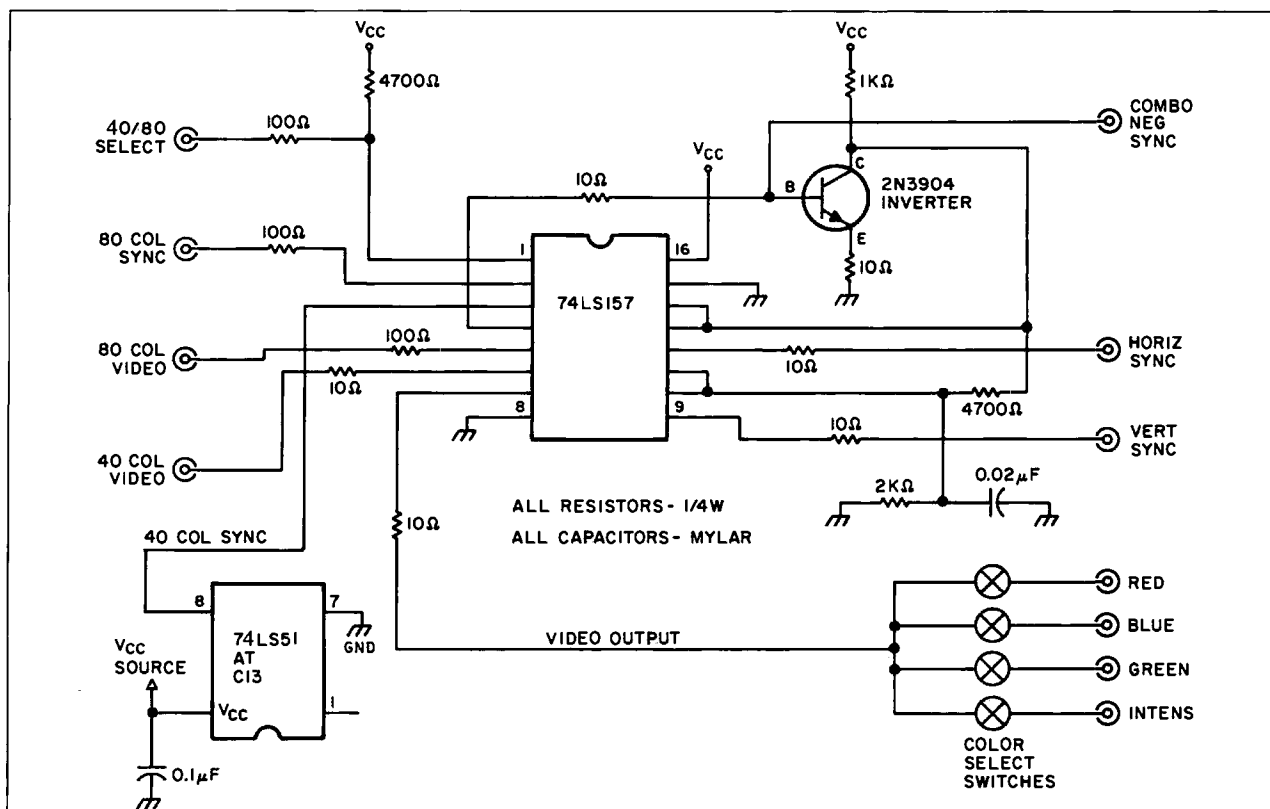 VCC
4700Ω
100Ω
40/80
SELECT
VCC
1KΩ
COMBO
NEG
SYNC
VCC
10Ω
B
C
E
2N3904
INVERTER
10Ω
80 COL
SYNC
100Ω
1
16
74LS157
80 COL
VIDEO
100Ω
10Ω
10Ω
HORIZ
SYNC
4700Ω
8
9
10Ω
VERT
SYNC
40 COL
VIDEO
2KΩ
0.02μF
10Ω
ALL RESISTORS - 1/4W
ALL CAPACITORS - MYLAR
40 COL SYNC
8
7
GND
74LS51
AT
C13
VCC
SOURCE
VCC
1
0.1μF
VIDEO OUTPUT
RED
BLUE
GREEN
INTENS
COLOR
SELECT
SWITCHES